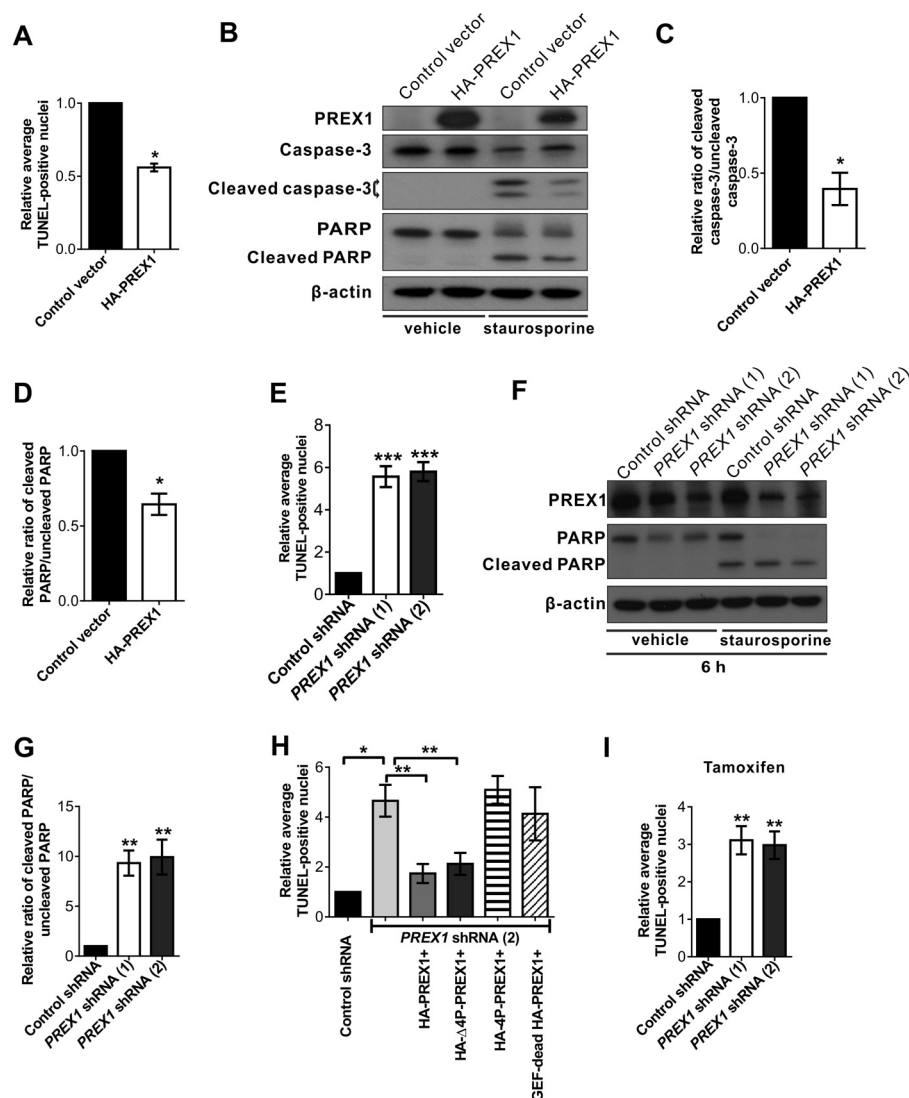 A
Relative average
TUNEL-positive nuclei
1.0
0.5
0.0
*
Control vector
HA-PREX1
B
Control vector
HA-PREX1
Control vector
HA-PREX1
PREX1
Caspase-3
Cleaved caspase-3
PARP
Cleaved PARP
β-actin
vehicle
staurosporine
C
Relative ratio of cleaved
caspase-3/uncleaved
caspase-3
1.0
0.5
0.0
*
Control vector
HA-PREX1
D
Relative ratio of cleaved
PARP/uncleaved PARP
1.0
0.5
0.0
*
Control vector
HA-PREX1
E
Relative average
TUNEL-positive nuclei
8
6
4
2
0
***
***
Control shRNA
PREX1 shRNA (1)
PREX1 shRNA (2)
F
Control shRNA
PREX1 shRNA (1)
PREX1 shRNA (2)
Control shRNA
PREX1 shRNA (1)
PREX1 shRNA (2)
PREX1
PARP
Cleaved PARP
β-actin
vehicle
staurosporine
6 h
G
Relative ratio of cleaved PARP/
uncleaved PARP
15
10
5
0
**
**
Control shRNA
PREX1 shRNA (1)
PREX1 shRNA (2)
H
Relative average
TUNEL-positive nuclei
6
4
2
0
*
**
**
Control shRNA
PREX1 shRNA (2)
HA-PREX1+
HA-Δ4P-PREX1+
HA-4P-PREX1+
GEF-dead HA-PREX1+
I
Tamoxifen
Relative average
TUNEL-positive nuclei
4
3
2
1
0
**
**
Control shRNA
PREX1 shRNA (1)
PREX1 shRNA (2)